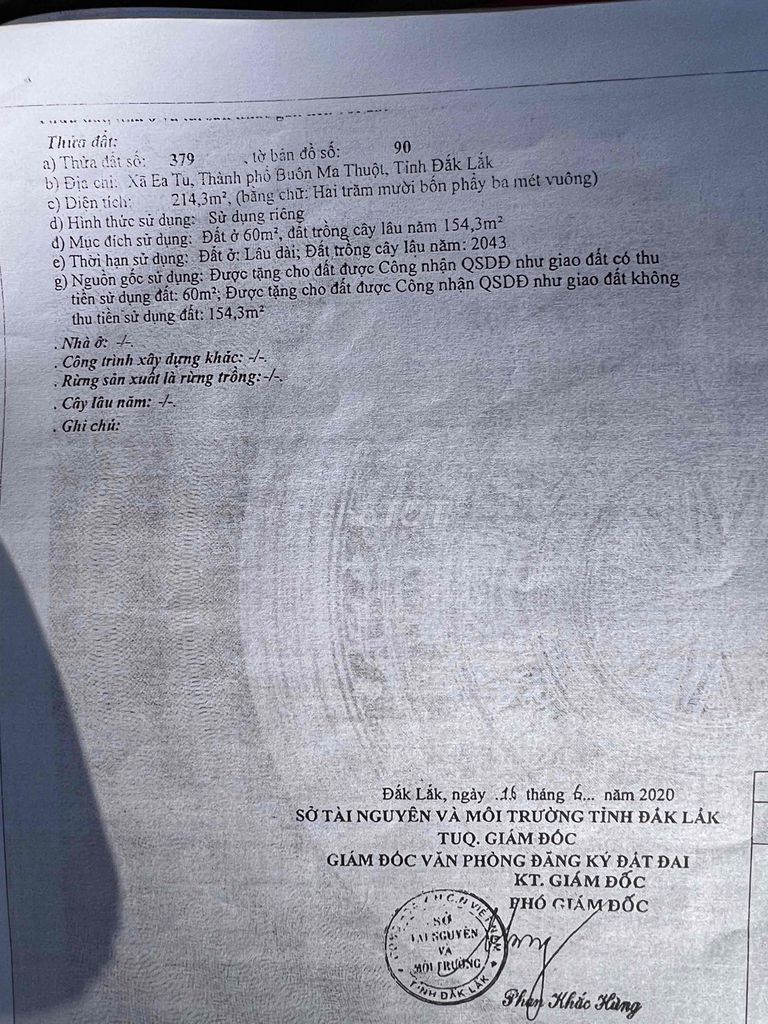 Thửa đất:
a) Thửa đất số: 379 , tờ bản đồ số: 90
b) Địa chỉ: Xã Ea Tu, Thành phố Buôn Ma Thuột, Tỉnh Đắk Lắk
c) Diện tích: 214,3m², (bằng chữ: Hai trăm mười bốn phẩy ba mét vuông)
d) Hình thức sử dụng: Sử dụng riêng
đ) Mục đích sử dụng: Đất ở 60m², đất trồng cây lâu năm 154,3m²
e) Thời hạn sử dụng: Đất ở: Lâu dài; Đất trồng cây lâu năm: 2043
g) Nguồn gốc sử dụng: Được tặng cho đất được Công nhận QSDĐ như giao đất có thu
tiền sử dụng đất: 60m²; Được tặng cho đất được Công nhận QSDĐ như giao đất không
thu tiền sử dụng đất: 154,3m²
. Nhà ở: -/-.
. Công trình xây dựng khác: -/-.
. Rừng sản xuất là rừng trồng:-/-.
. Cây lâu năm: -/-.
. Ghi chú:
Đắk Lắk, ngày 16 tháng 6... năm 2020
SỞ TÀI NGUYÊN VÀ MÔI TRƯỜNG TỈNH ĐẮK LẮK
TUQ. GIÁM ĐỐC
GIÁM ĐỐC VĂN PHÒNG ĐĂNG KÝ ĐẤT ĐAI
KT. GIÁM ĐỐC
PHÓ GIÁM ĐỐC
SỞ
TÀI NGUYÊN
VÀ
MÔI TRƯỜNG
TỈNH ĐẮK LẮK
Phan Khắc Hùng